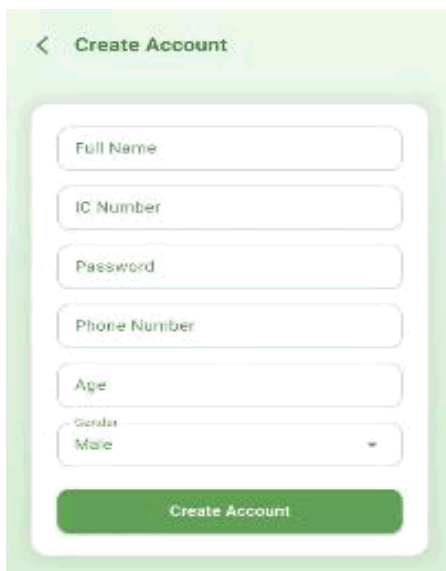 Create Account
Full Name
IC Number
Password
Phone Number
Age
Gender
Male
Create Account